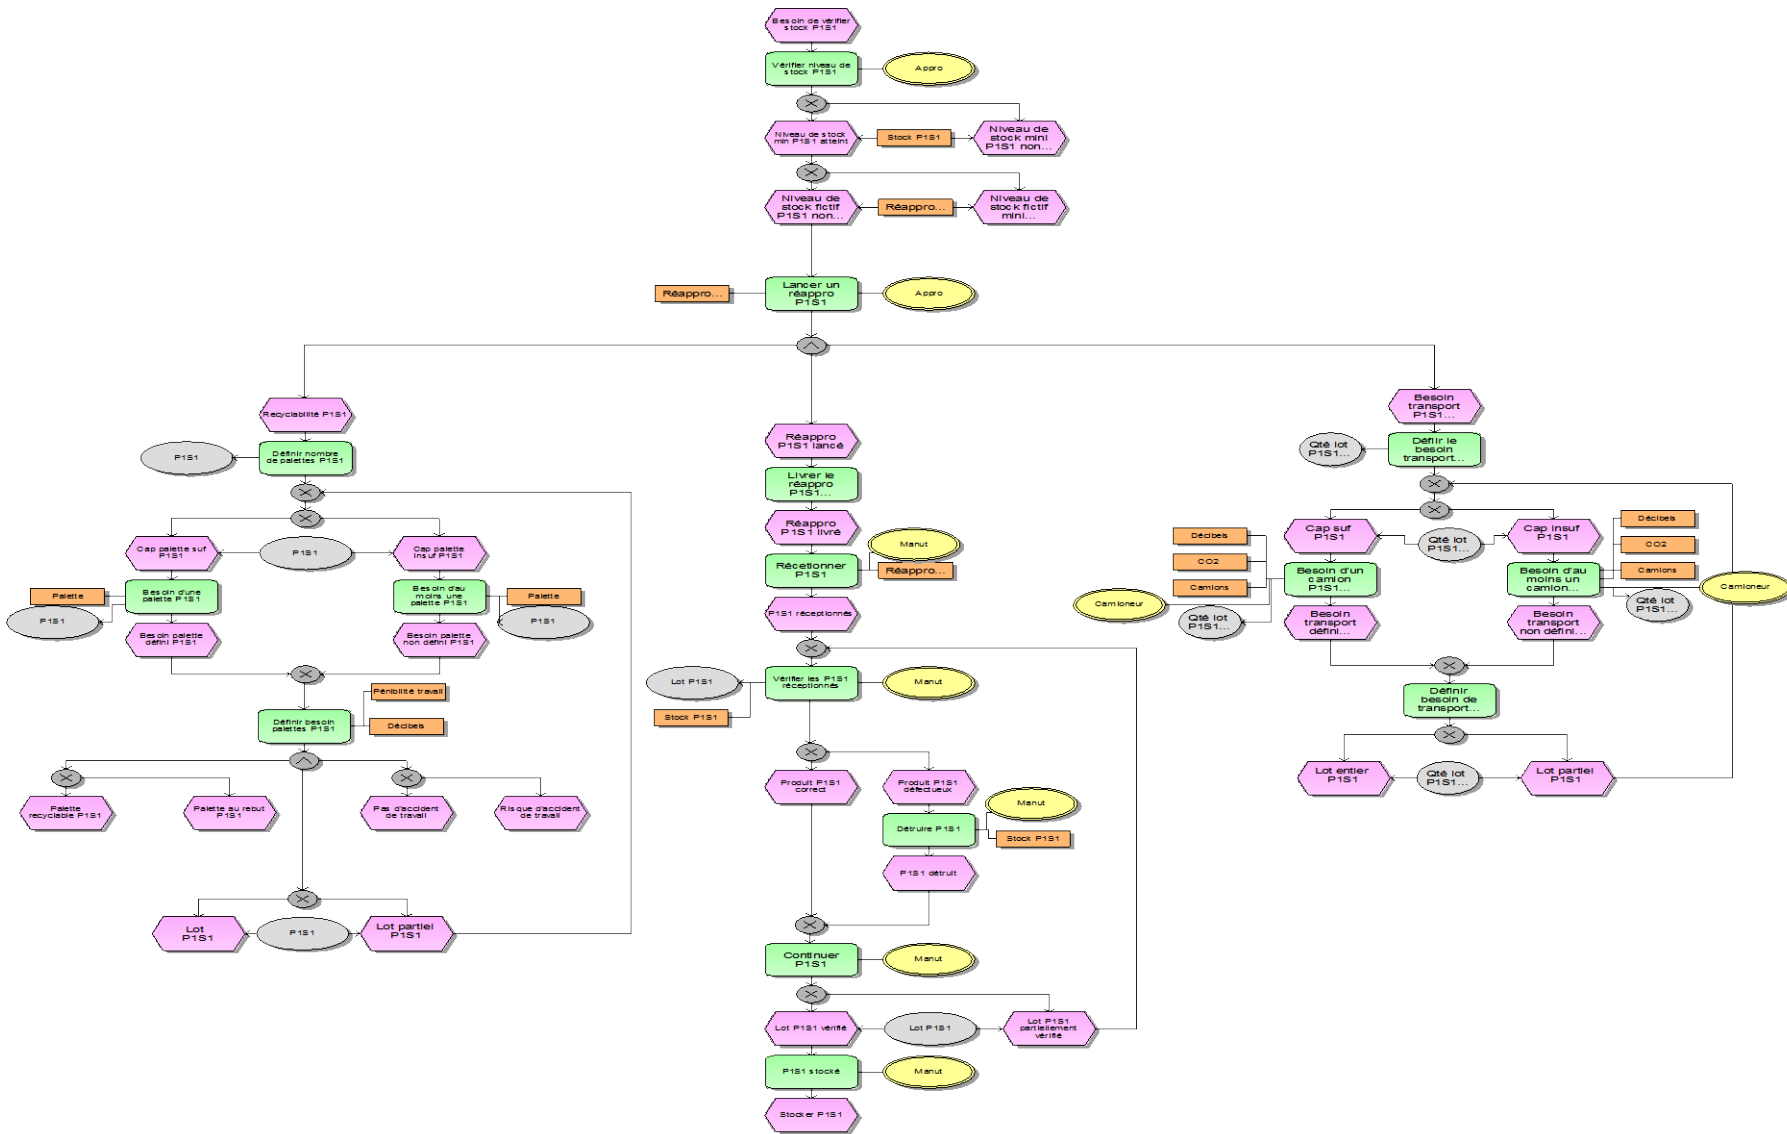 Besoin de vérifier
stock P1S1
Vérifier niveau de
stock P1S1
Appro
Niveau de stock
min P1S1 atteint
Stock P1S1
Niveau de
stock mini
P1S1 non...
Niveau de
stock fictif
P1S1 non...
Réappro...
Niveau de
stock fictif
mini...
Réappro...
Lancer un
réappro
P1S1
Appro
Recyclabilité P1S1
P1S1
Définir nombre
de palettes P1S1
Cap palette suf
P1S1
P1S1
Cap palette
insuf P1S1
Palette
Besoin d'une
palette P1S1
P1S1
Besoin d'au
moins une
palette P1S1
Palette
P1S1
Besoin palette
défini P1S1
Besoin palette
non défini P1S1
Pénibilité travail
Définir besoin
palettes P1S1
Décibels
Palette
recyclable P1S1
Palette au rebut
P1S1
Pas d'accident
de travail
Risque d'accident
de travail
Lot
P1S1
P1S1
Lot partiel
P1S1
Réappro
P1S1 lancé
Livrer le
réappro
P1S1...
Réappro
P1S1 livré
Manut
Récetionner
P1S1
Réappro...
P1S1 réceptionnés
Lot P1S1
Vérifier les P1S1
réceptionnés
Manut
Stock P1S1
Produit P1S1
correct
Produit P1S1
défectueux
Manut
Détruire P1S1
Stock P1S1
P1S1 détruit
Continuer
P1S1
Manut
Lot P1S1 vérifié
Lot P1S1
Lot P1S1
partiellement
vérifié
P1S1 stocké
Manut
Stocker P1S1
Besoin
transport
P1S1...
Qté lot
P1S1...
Défiir le
besoin
transport...
Cap suf
P1S1
Qté lot
P1S1...
Cap insuf
P1S1
Décibels
CO2
Camions
Besoin d'un
camion
P1S1...
Camioneur
Qté lot
P1S1...
Besoin d'au
moins un
camion...
Décibels
CO2
Camions
Camioneur
Qté lot
P1S1...
Besoin
transport
défini...
Besoin
transport
non défini...
Définir
besoin de
transport...
Lot entier
P1S1
Qté lot
P1S1...
Lot partiel
P1S1